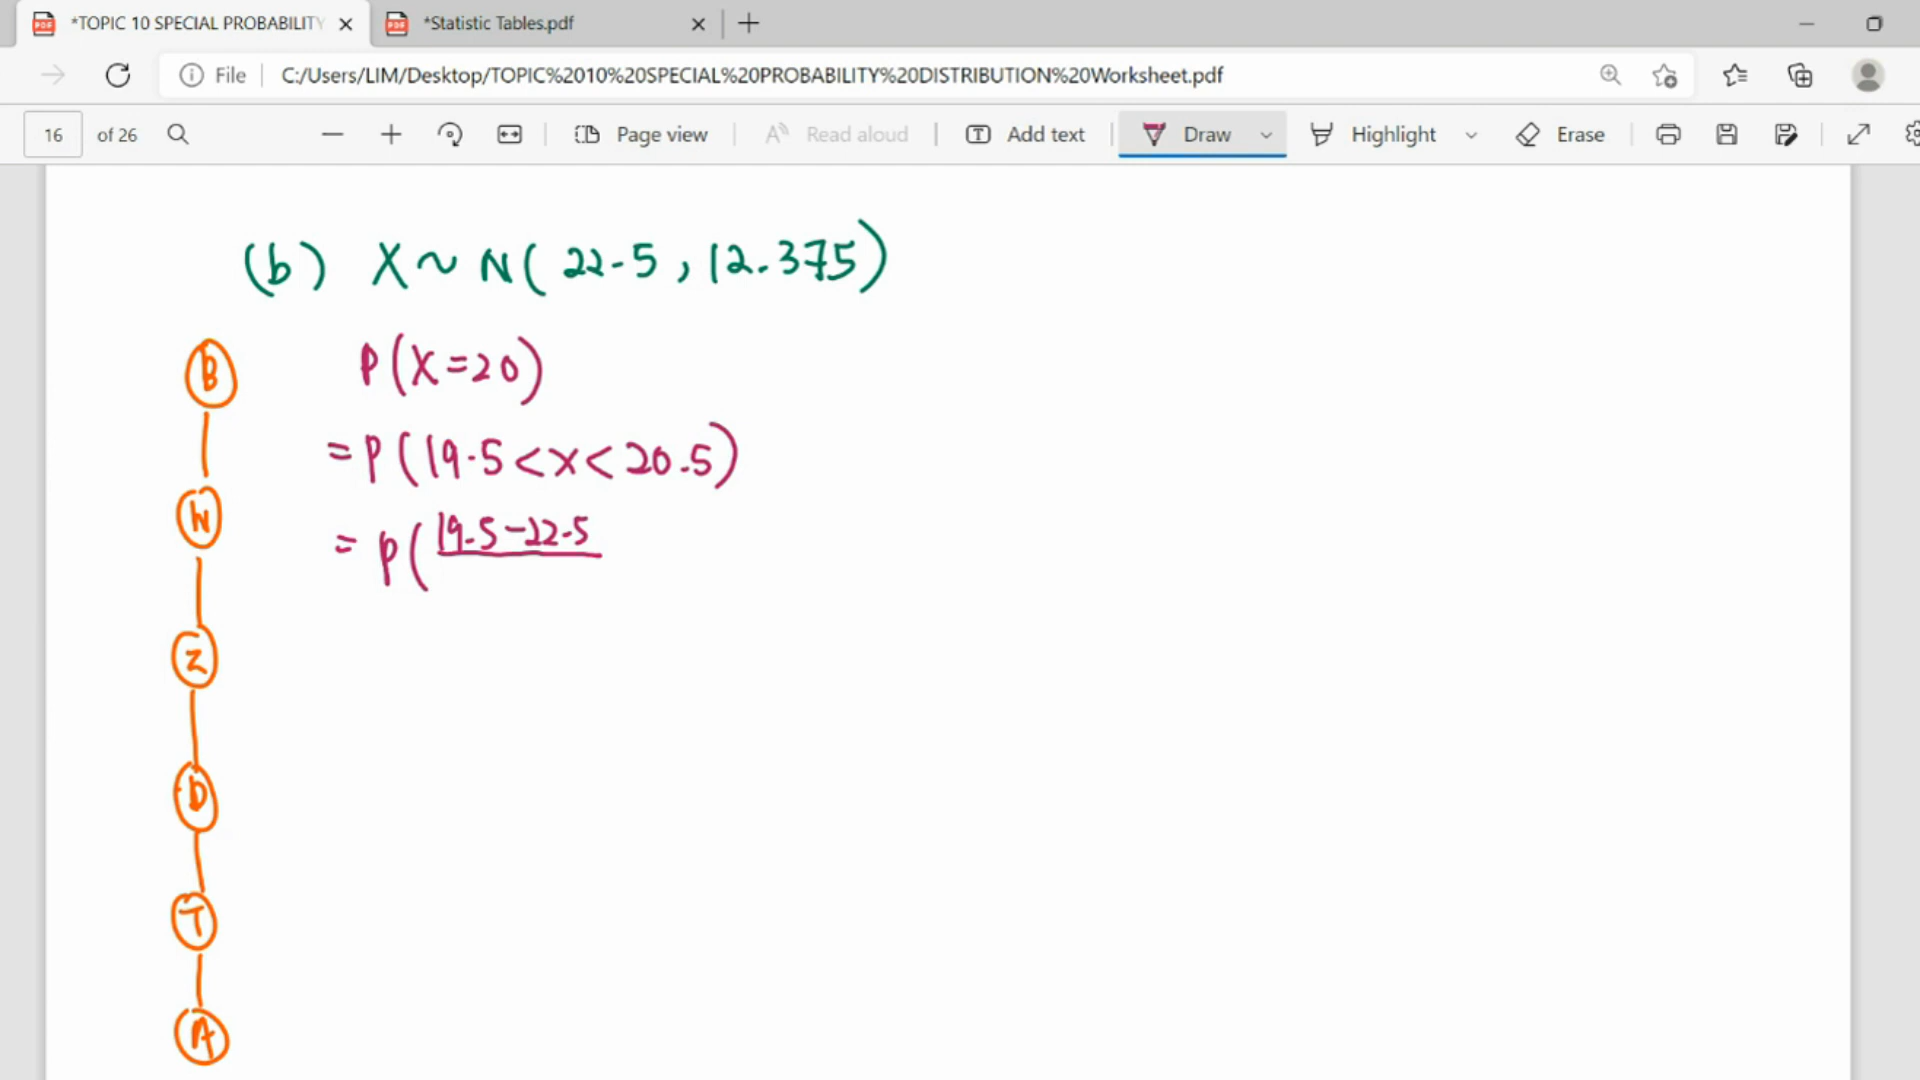 *TOPIC 10 SPECIAL PROBABILITY
*Statistic Tables.pdf
File
C:/Users/LIM/Desktop/TOPIC%2010%20SPECIAL%20PROBABILITY%20DISTRIBUTION%20Worksheet.pdf
16 of 26 Page view Read aloud Add text Draw Highlight Erase
(b) X ~ N(22.5, 12.375)
B
P(X=20)
= P(19.5 < x < 20.5)
W
= P( 19.5 - 22.5
Z
D
T
A